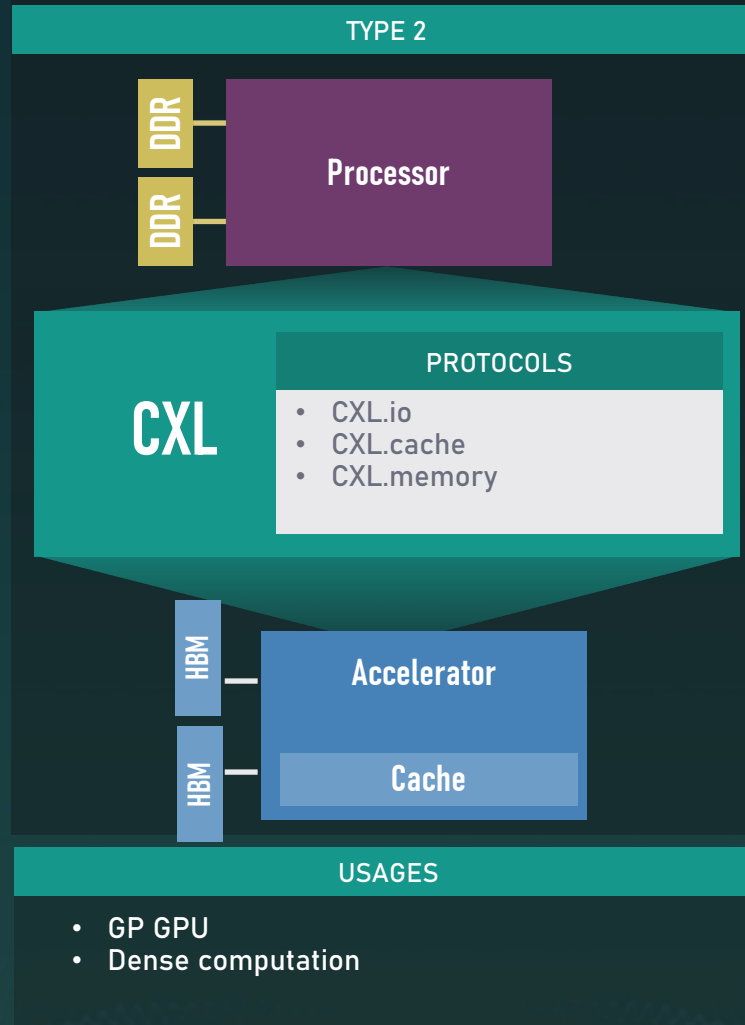 TYPE 2
DDR
DDR
Processor
CXL
PROTOCOLS
• CXL.io
• CXL.cache
• CXL.memory
HBM
HBM
Accelerator
Cache
USAGES
• GP GPU
• Dense computation